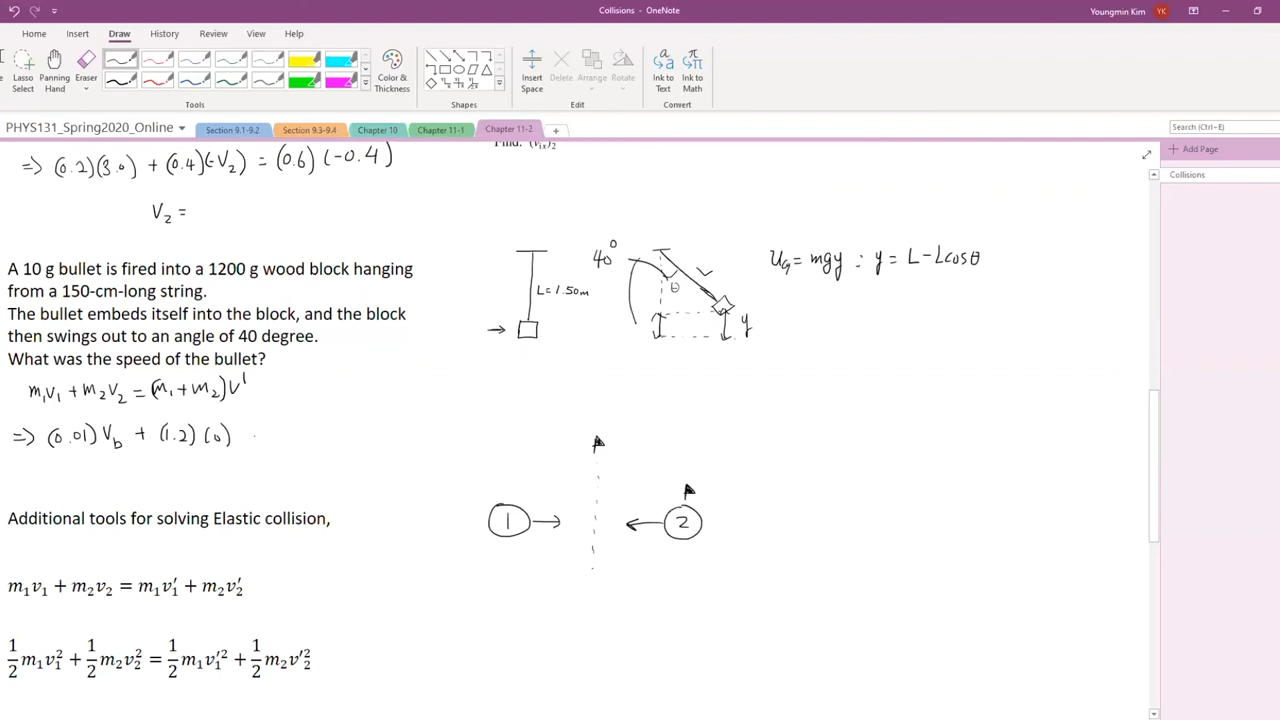 Collisions - OneNote
Youngmin Kim YK
Home Insert Draw History Review View Help
Lasso Select
Panning Hand
Eraser
Color & Thickness
Insert Space
Delete
Arrange
Rotate
Ink to Text
Ink to Math
Tools Shapes Edit Convert
PHYS131_Spring2020_Online
Section 9.1-9.2 Section 9.3-9.4 Chapter 10 Chapter 11-1 Chapter 11-2 +
Search (Ctrl+E)
Add Page
Collisions
Find: (vix)2
=> (0.2)(3.0) + (0.4)(-V2) = (0.6)(-0.4)
V2 =
A 10 g bullet is fired into a 1200 g wood block hanging
from a 150-cm-long string.
The bullet embeds itself into the block, and the block
then swings out to an angle of 40 degree.
What was the speed of the bullet?
m1v1 + m2v2 = (m1 + m2)v'
=> (0.01)Vb + (1.2)(0)
L = 1.50m
40°
θ
y
UG = mgy : y = L - Lcosθ
1
2
Additional tools for solving Elastic collision,
m₁v₁ + m₂v₂ = m₁v₁′ + m₂v₂′
1/2 m₁v₁² + 1/2 m₂v₂² = 1/2 m₁v₁′² + 1/2 m₂v′₂²